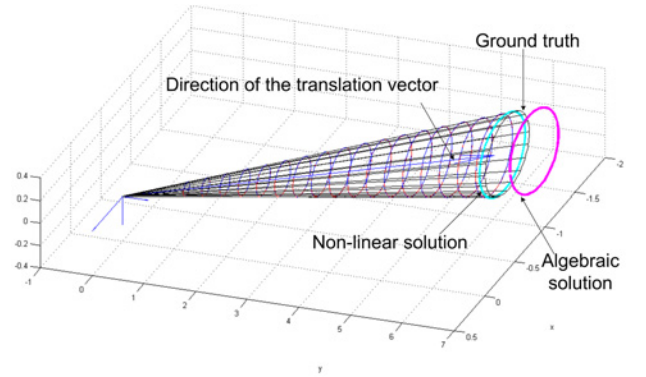 Ground truth
Direction of the translation vector
-2
-1.5
0.4
0.2
0
-0.2
-0.4
Non-linear solution
-1
Algebraic
solution
-0.5
0
0.5
-1
0
1
2
3
4
5
6
7
x
y